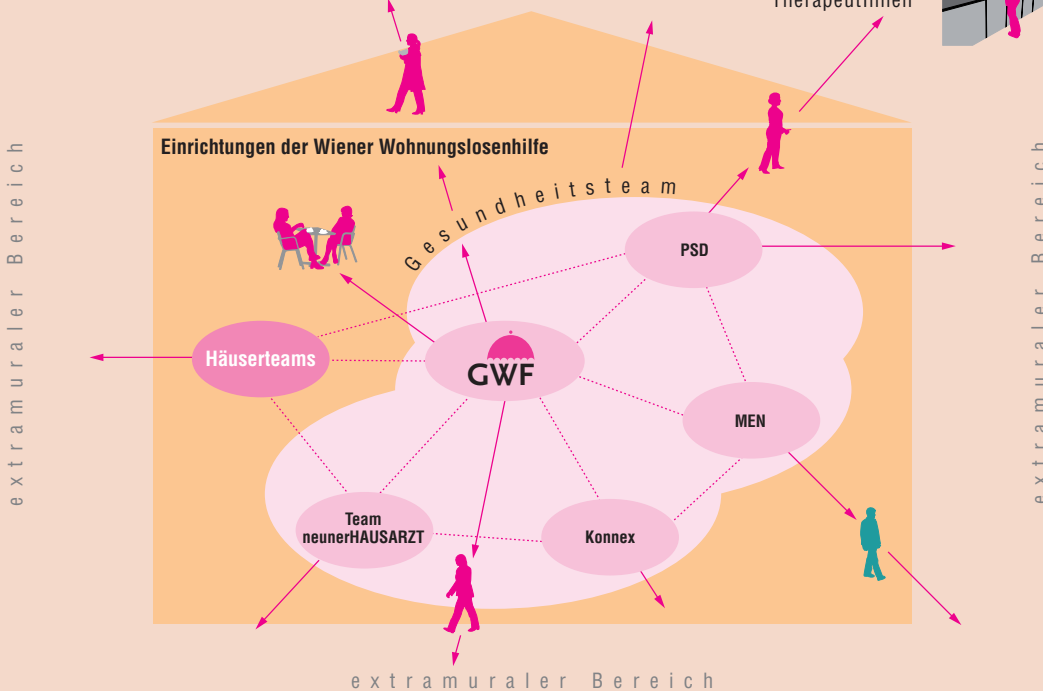 TherapeutInnen
Einrichtungen der Wiener Wohnungslosenhilfe
Gesundheitsteam
PSD
Häuserteams
GWF
MEN
Team
neunerHAUSARZT
Konnex
extramuraler Bereich
extramuraler Bereich
extramuraler Bereich